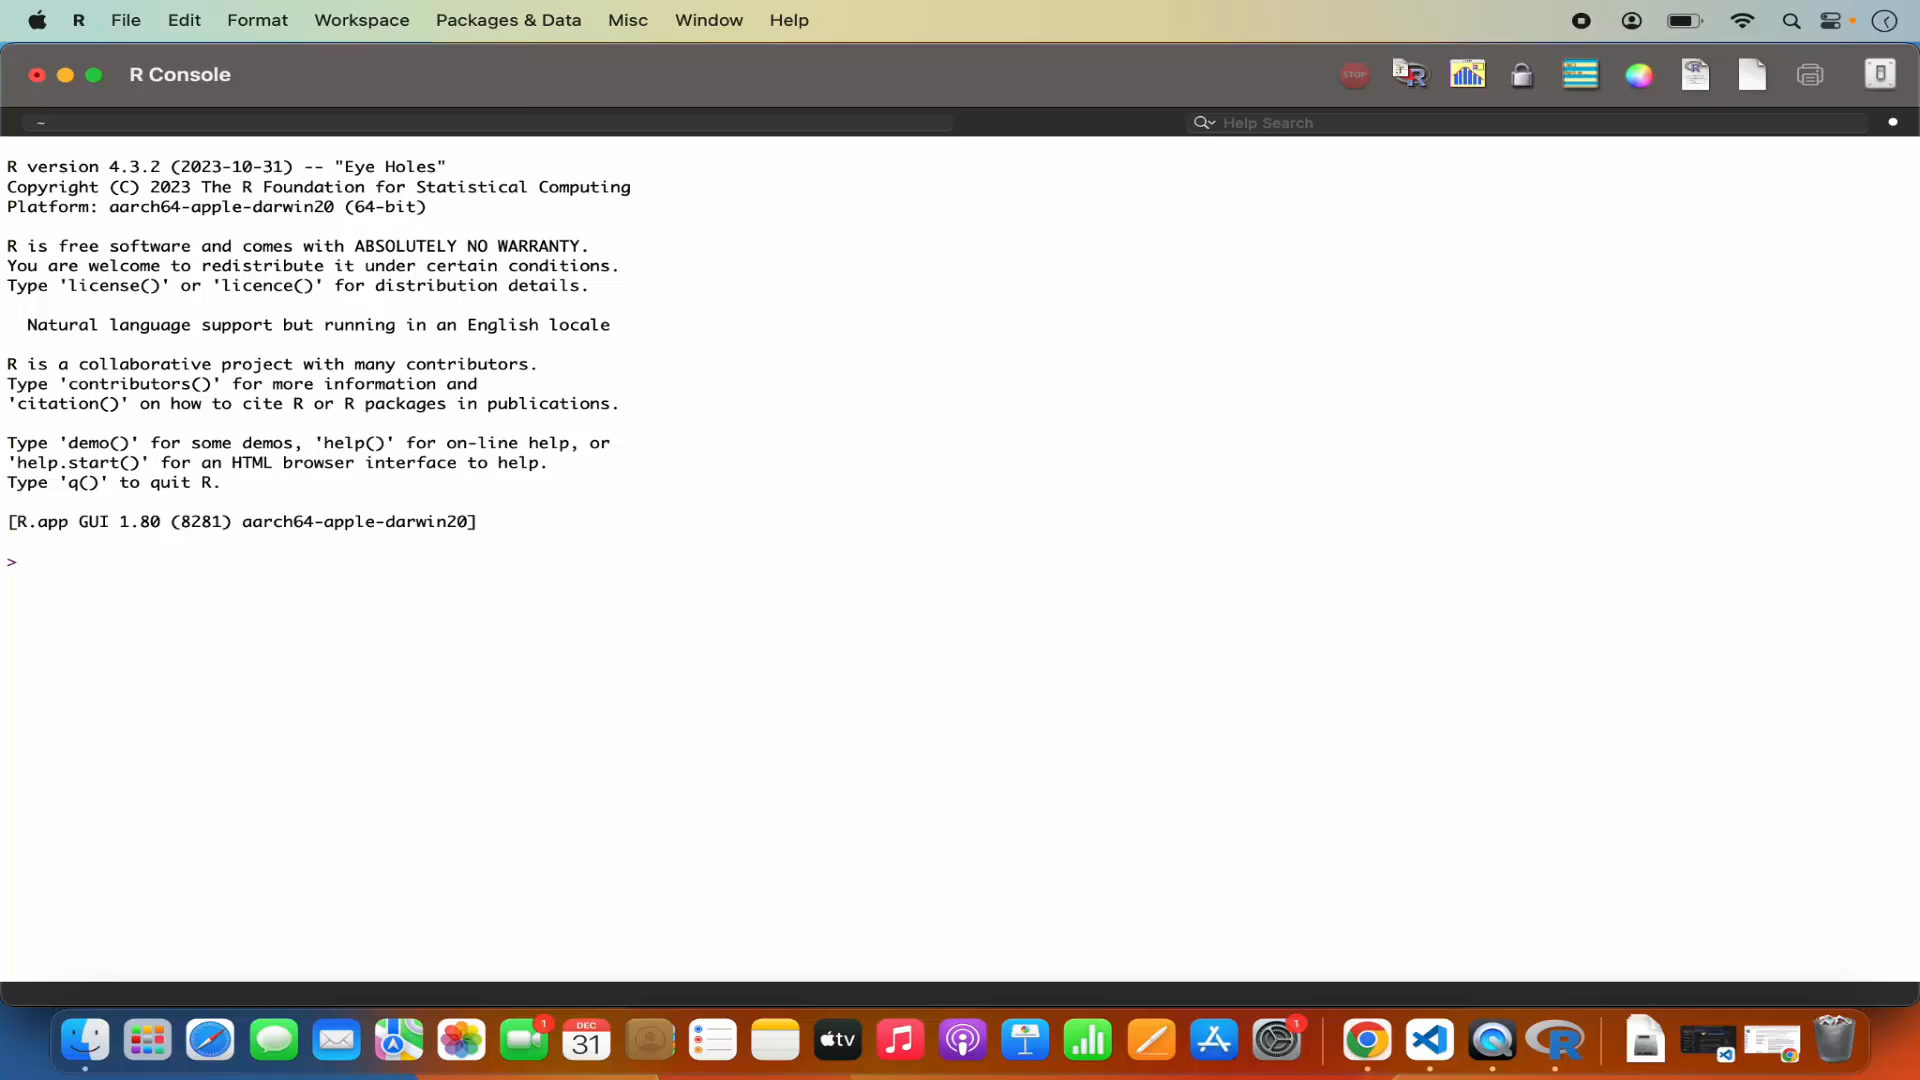 R File Edit Format Workspace Packages & Data Misc Window Help
R Console
STOP
~
Help Search
R version 4.3.2 (2023-10-31) -- "Eye Holes"
Copyright (C) 2023 The R Foundation for Statistical Computing
Platform: aarch64-apple-darwin20 (64-bit)
R is free software and comes with ABSOLUTELY NO WARRANTY.
You are welcome to redistribute it under certain conditions.
Type 'license()' or 'licence()' for distribution details.
Natural language support but running in an English locale
R is a collaborative project with many contributors.
Type 'contributors()' for more information and
'citation()' on how to cite R or R packages in publications.
Type 'demo()' for some demos, 'help()' for on-line help, or
'help.start()' for an HTML browser interface to help.
Type 'q()' to quit R.
[R.app GUI 1.80 (8281) aarch64-apple-darwin20]
>
1
DEC
31
tv
1
R